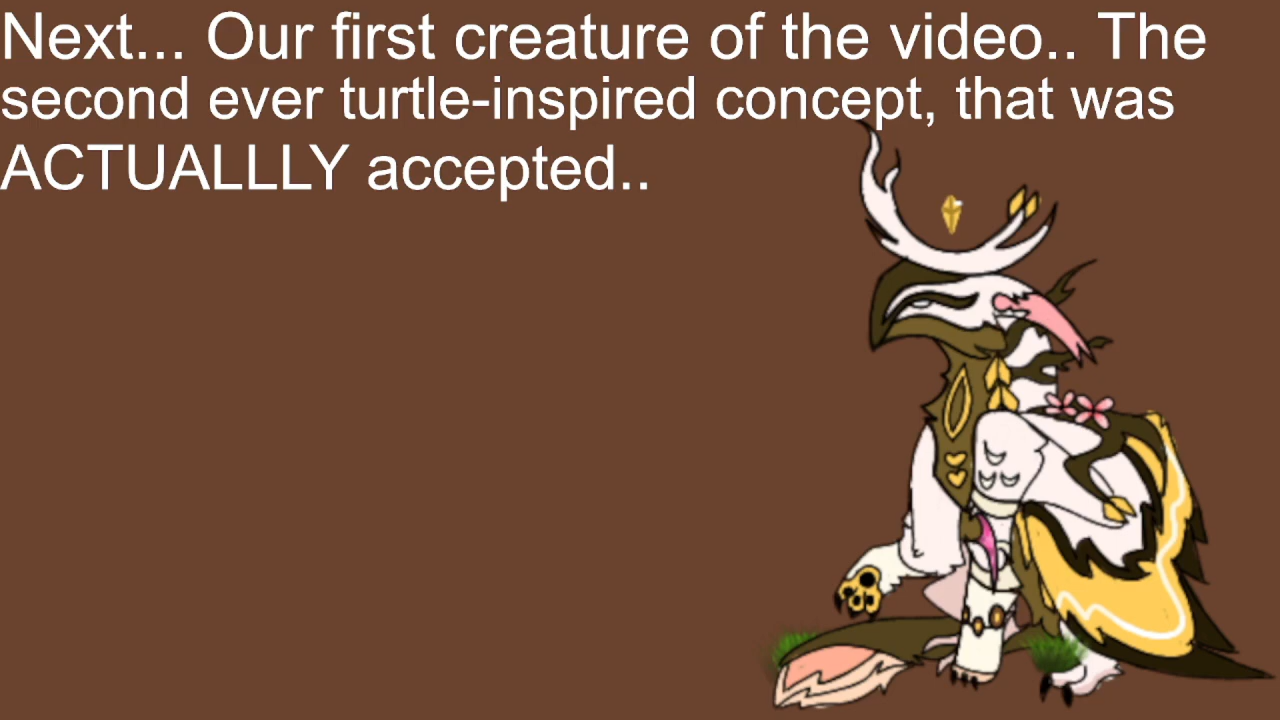 Next... Our first creature of the video.. The
second ever turtle-inspired concept, that was
ACTUALLLY accepted..